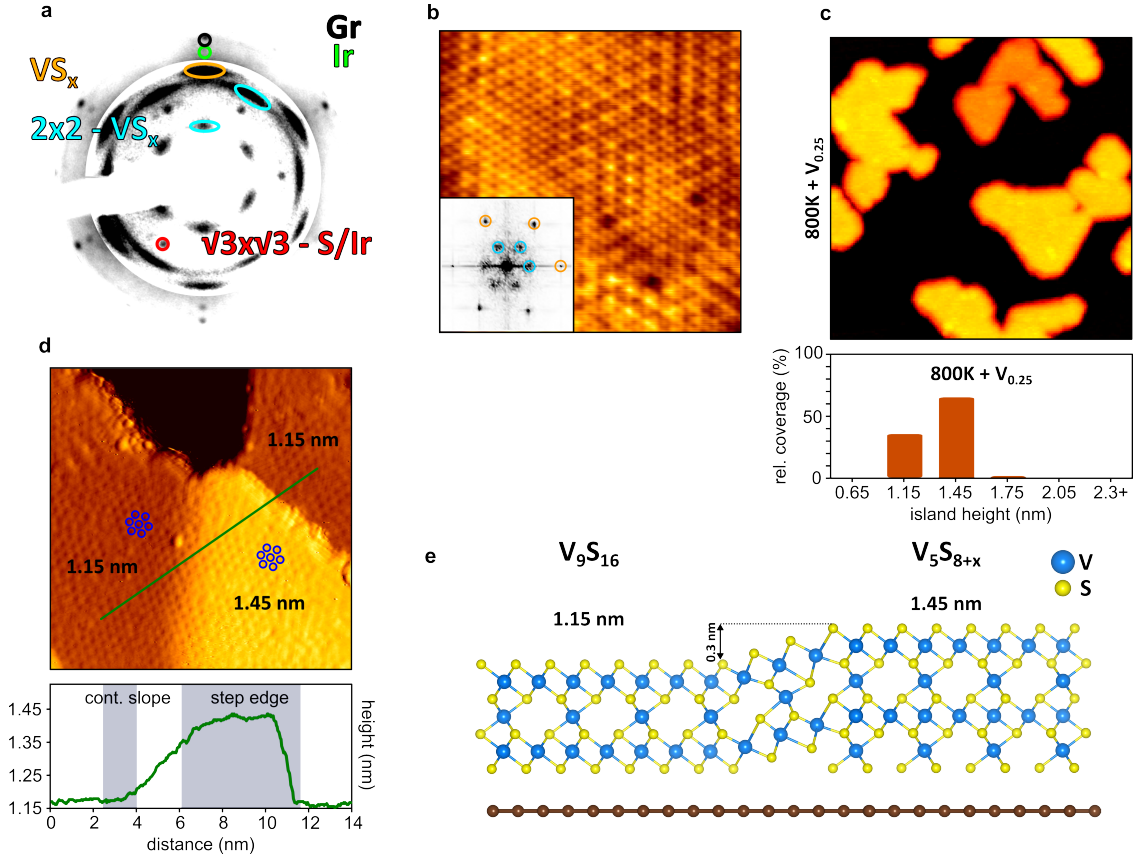 a
Gr
Ir
VSₓ
2x2 - VSₓ
√3x√3 - S/Ir
b
c
800K + V₀.₂₅
100
50
0
rel. coverage (%)
800K + V₀.₂₅
0.65 1.15 1.45 1.75 2.05 2.3+
island height (nm)
d
1.15 nm
1.15 nm
1.45 nm
cont. slope step edge
1.45
1.35
1.25
1.15
height (nm)
0 2 4 6 8 10 12 14
distance (nm)
e
V₉S₁₆
V₅S₈₊ₓ
V
S
1.15 nm
1.45 nm
0.3 nm